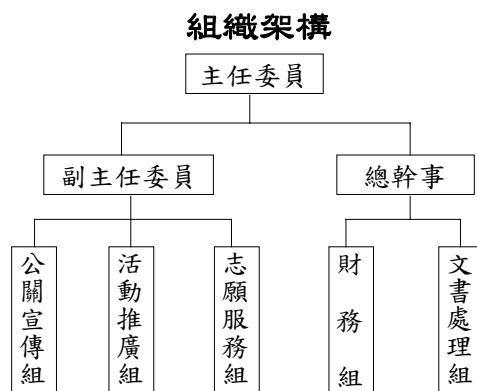 組織架構
主任委員
副主任委員
總幹事
公關宣傳組
活動推廣組
志願服務組
財務組
文書處理組